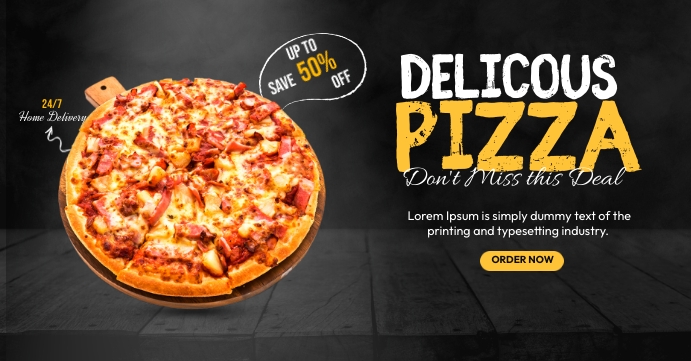 24/7
Home Delivery
UP TO
SAVE 50% OFF
DELICOUS
PIZZA
Don't Miss this Deal
Lorem Ipsum is simply dummy text of the
printing and typesetting industry.
ORDER NOW